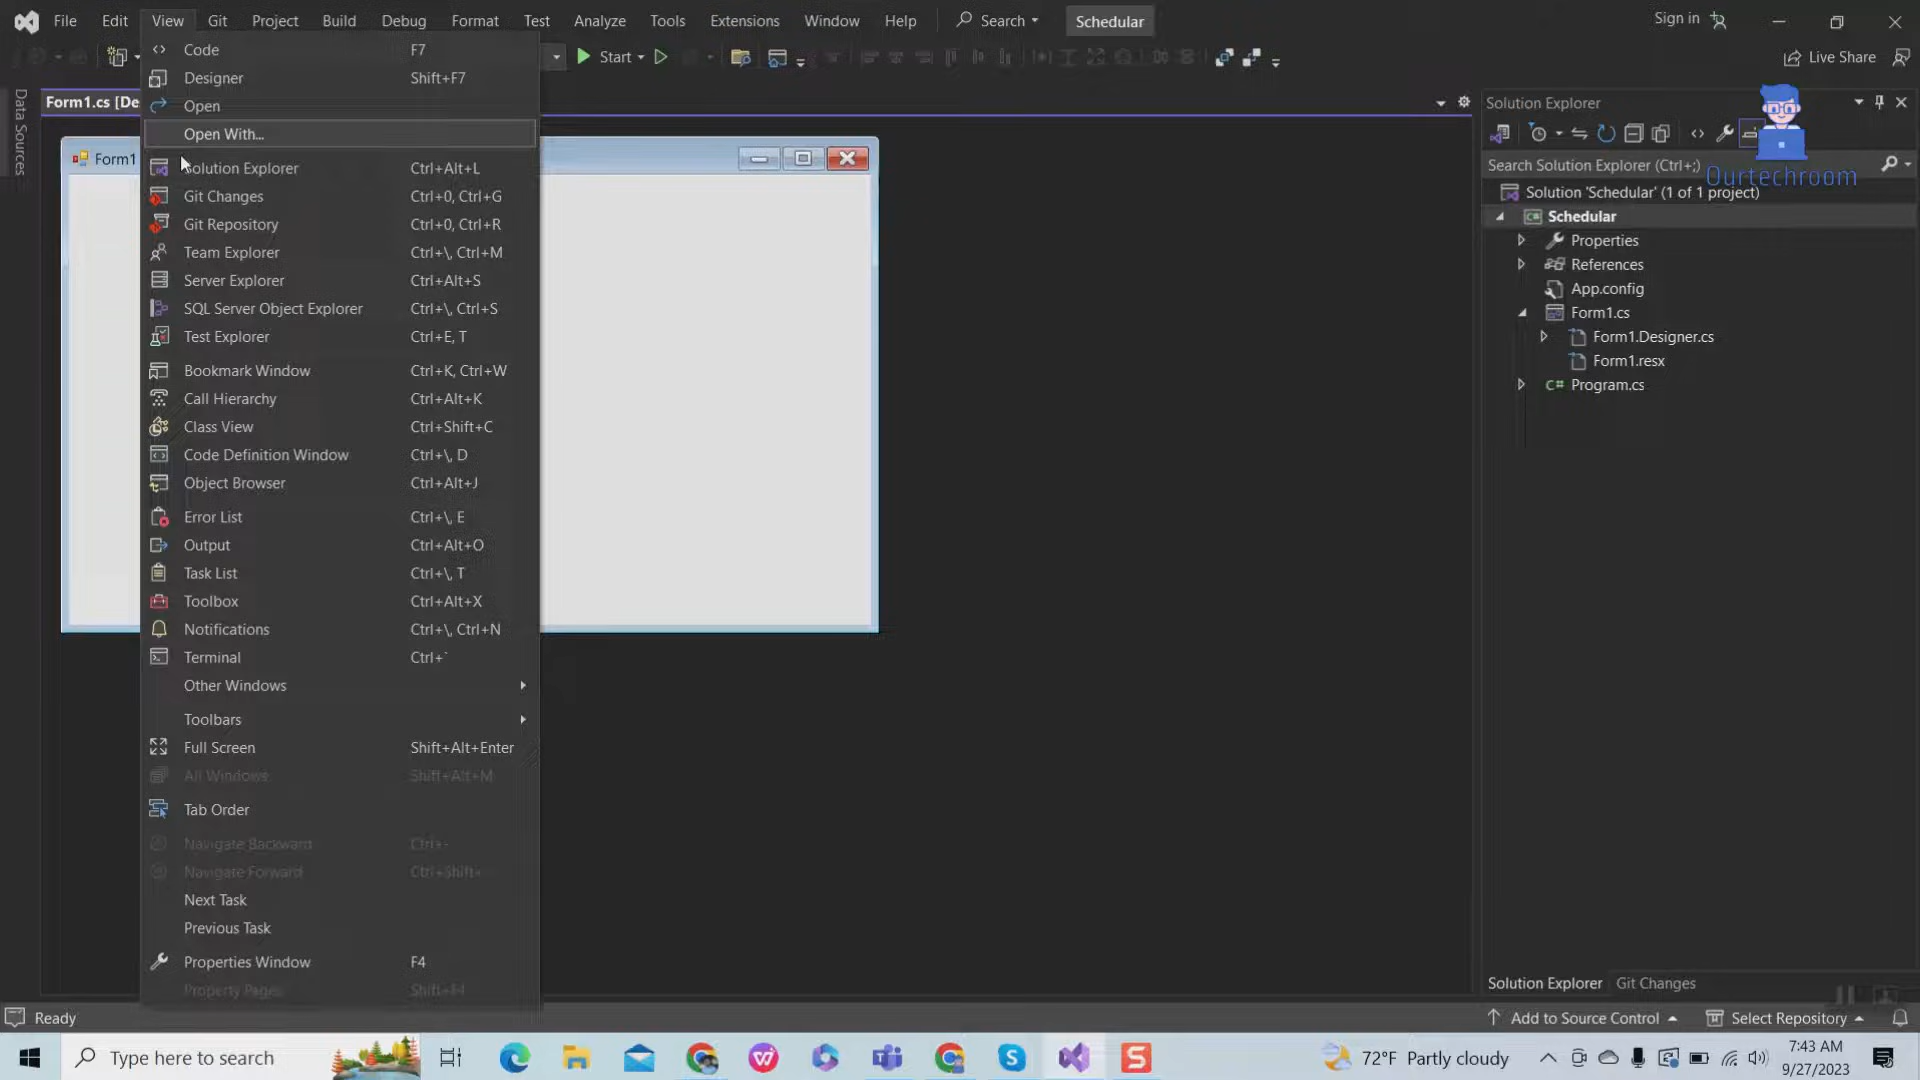 File Edit View Git Project Build Debug Format Test Analyze Tools Extensions Window Help Search Schedular Sign in
Start Live Share
Data Sources
Form1.cs [De
Form1
Code F7
Designer Shift+F7
Open
Open With...
Solution Explorer Ctrl+Alt+L
Git Changes Ctrl+0, Ctrl+G
Git Repository Ctrl+0, Ctrl+R
Team Explorer Ctrl+\, Ctrl+M
Server Explorer Ctrl+Alt+S
SQL Server Object Explorer Ctrl+\, Ctrl+S
Test Explorer Ctrl+E, T
Bookmark Window Ctrl+K, Ctrl+W
Call Hierarchy Ctrl+Alt+K
Class View Ctrl+Shift+C
Code Definition Window Ctrl+\, D
Object Browser Ctrl+Alt+J
Error List Ctrl+\, E
Output Ctrl+Alt+O
Task List Ctrl+\, T
Toolbox Ctrl+Alt+X
Notifications Ctrl+\, Ctrl+N
Terminal Ctrl+`
Other Windows
Toolbars
Full Screen Shift+Alt+Enter
All Windows Shift+Alt+M
Tab Order
Navigate Backward Ctrl+-
Navigate Forward Ctrl+Shift+-
Next Task
Previous Task
Properties Window F4
Property Pages Shift+F4
Solution Explorer
Search Solution Explorer (Ctrl+;)
Ourtechroom
Solution 'Schedular' (1 of 1 project)
Schedular
Properties
References
App.config
Form1.cs
Form1.Designer.cs
Form1.resx
C# Program.cs
Solution Explorer Git Changes
Ready Add to Source Control Select Repository
Type here to search 72°F Partly cloudy 7:43 AM
9/27/2023